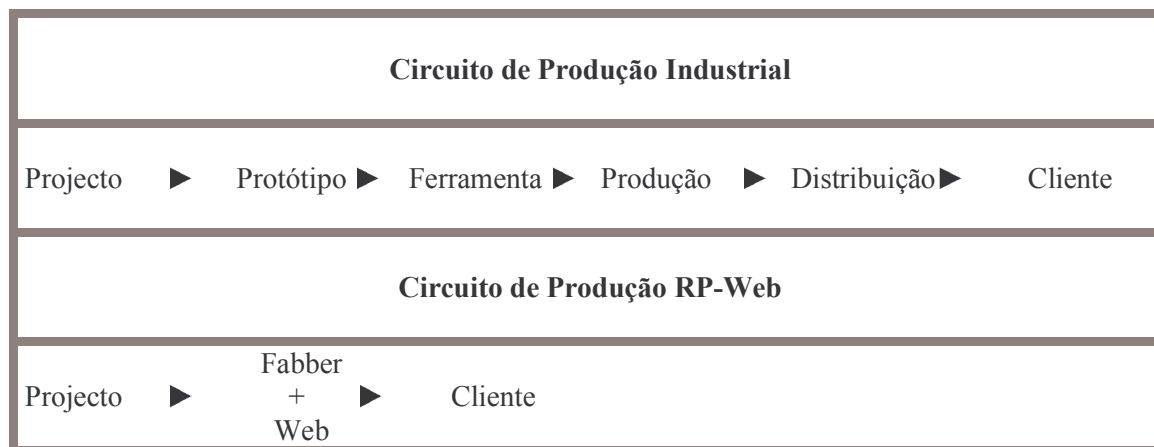 Circuito de Produção Industrial
Projecto ► Protótipo ► Ferramenta ► Produção ► Distribuição ► Cliente
Circuito de Produção RP-Web
Projecto ► Fabber
+
Web ► Cliente